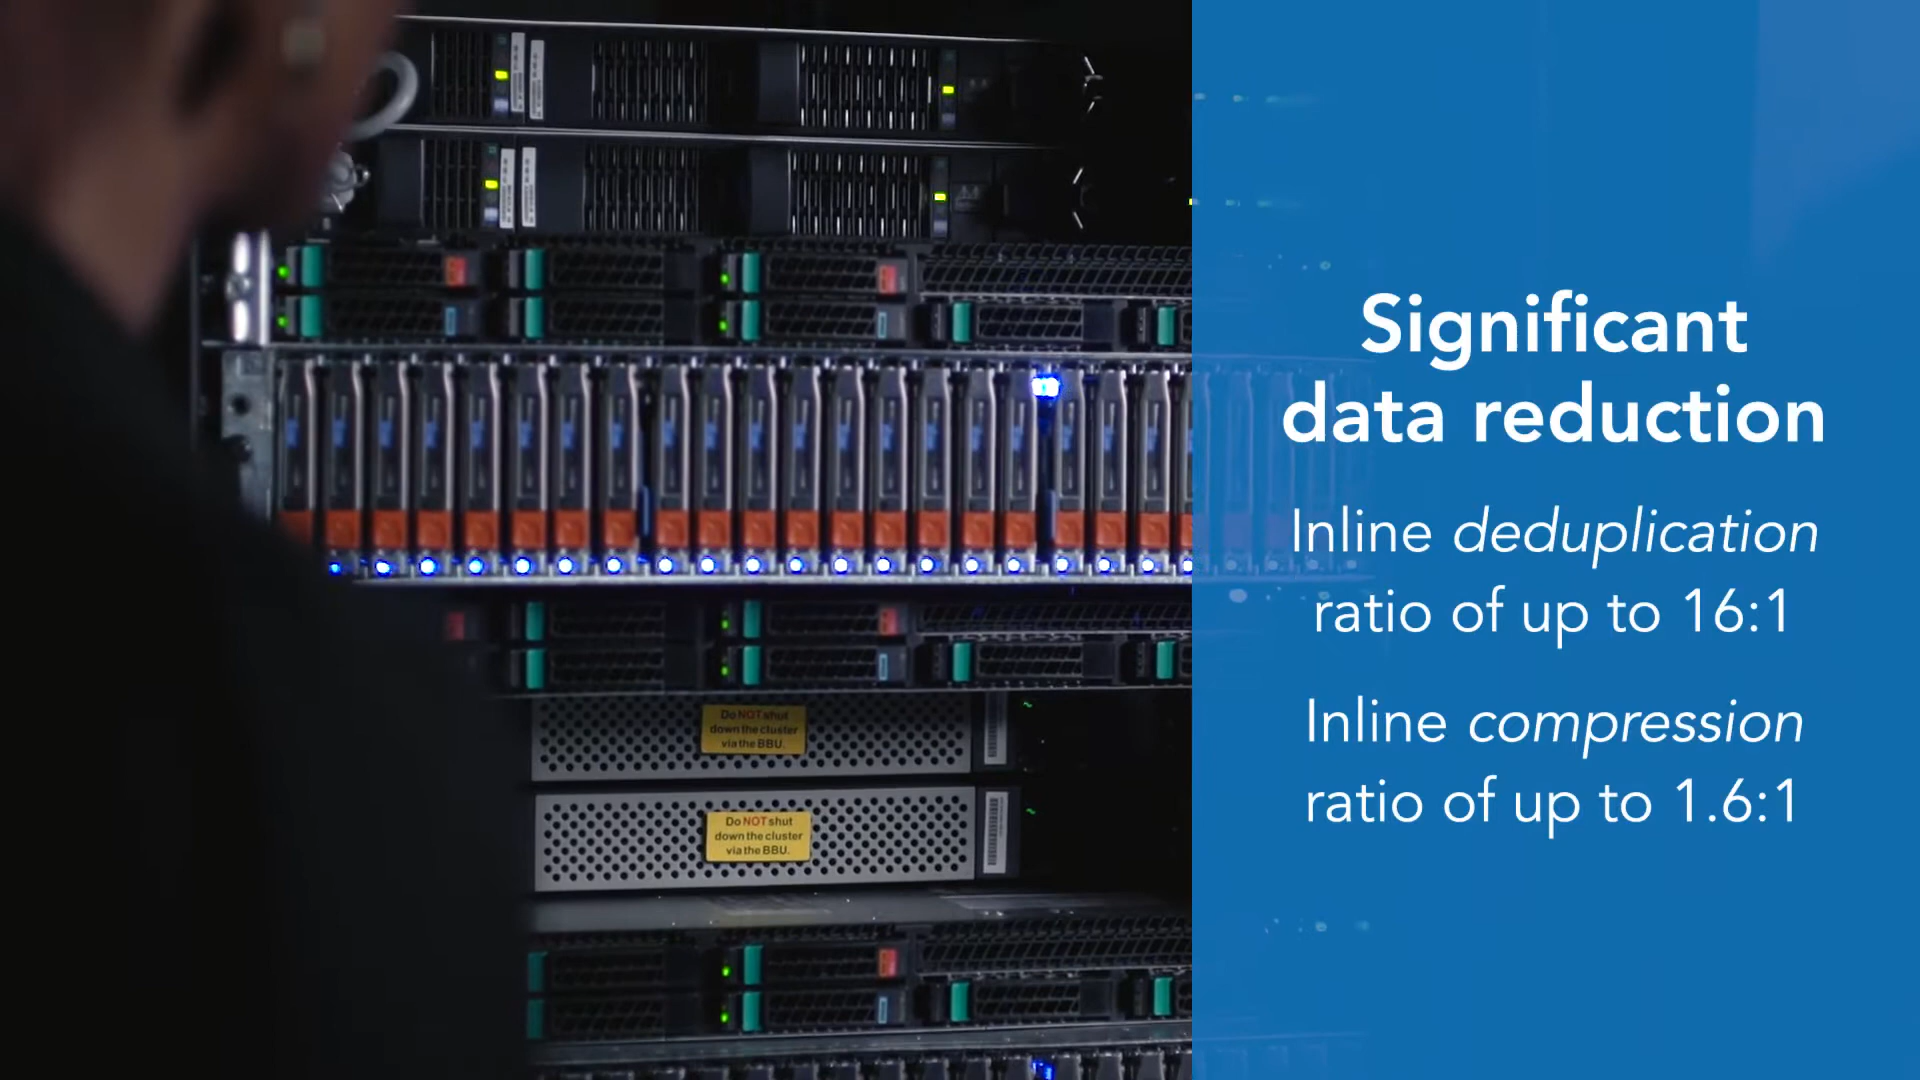 Significant
data reduction
Inline deduplication
ratio of up to 16:1
Inline compression
ratio of up to 1.6:1
Do NOT shut
down the cluster
via the BBU.
Do NOT shut
down the cluster
via the BBU.